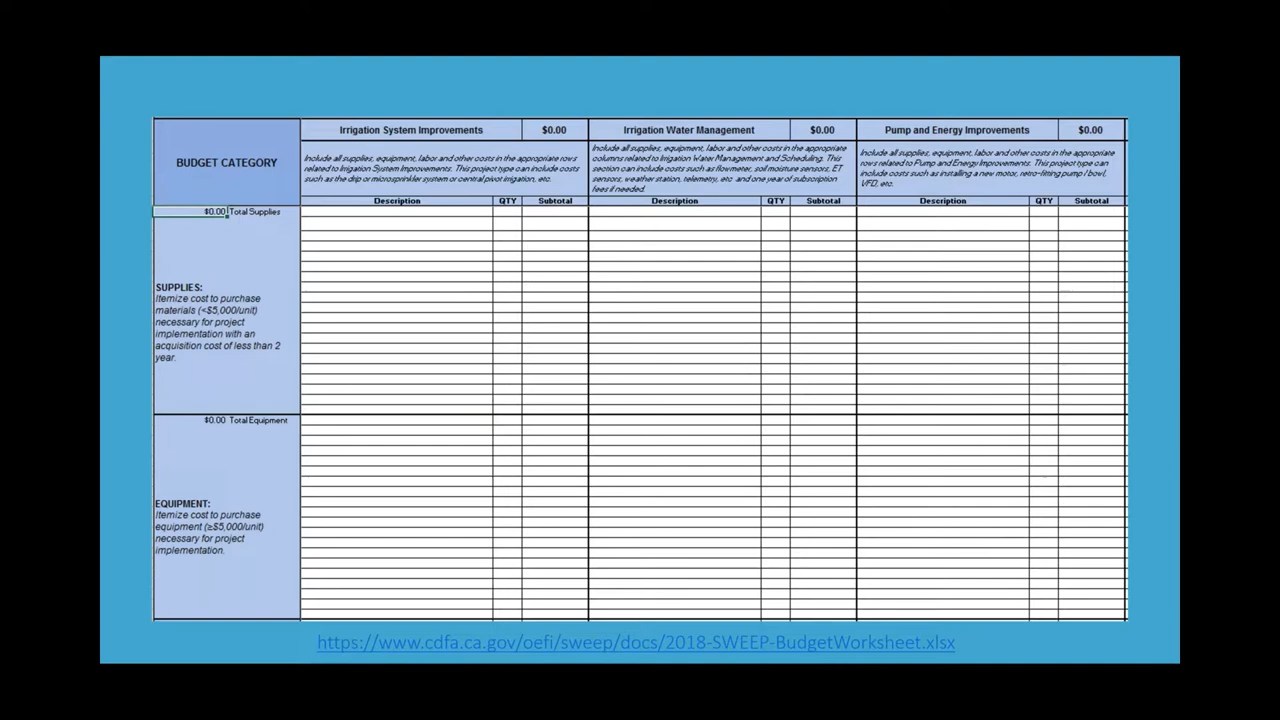 BUDGET CATEGORY
Irrigation System Improvements $0.00
Include all supplies, equipment, labor and other costs in the appropriate rows
related to Irrigation System Improvements. This project type can include costs
such as the drip or microsprinkler system or central pivot irrigation, etc.
Irrigation Water Management $0.00
Include all supplies, equipment, labor and other costs in the appropriate
columns related to Irrigation Water Management and Scheduling. This
section can include costs such as flowmeter, soil moisture sensors, ET
sensors, weather station, telemetry, etc and one year of subscription
fees if needed.
Pump and Energy Improvements $0.00
Include all supplies, equipment, labor and other costs in the appropriate
rows related to Pump and Energy Improvements. This project type can
include costs such as installing a new motor, retro-fitting pump / bowl,
VFD, etc.
Description QTY Subtotal Description QTY Subtotal Description QTY Subtotal
$0.00 Total Supplies
SUPPLIES:
Itemize cost to purchase
materials (<$5,000/unit)
necessary for project
implementation with an
acquisition cost of less than 2
year.
$0.00 Total Equipment
EQUIPMENT:
Itemize cost to purchase
equipment (≥$5,000/unit)
necessary for project
implementation.
https://www.cdfa.ca.gov/oefi/sweep/docs/2018-SWEEP-BudgetWorksheet.xlsx